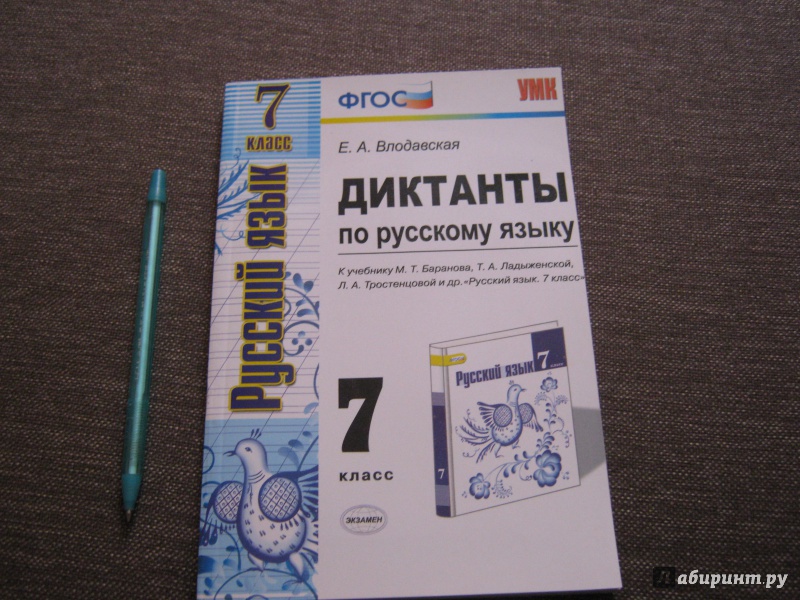 7
класс
Русский язык
ФГОС
УМК
Е. А. Влодавская
ДИКТАНТЫ
по русскому языку
К учебнику М. Т. Баранова, Т. А. Ладыженской,
Л. А. Тростенцовой и др. «Русский язык. 7 класс»
Русский язык 7
7
7
класс
ЭКЗАМЕН
Лабиринт.ру